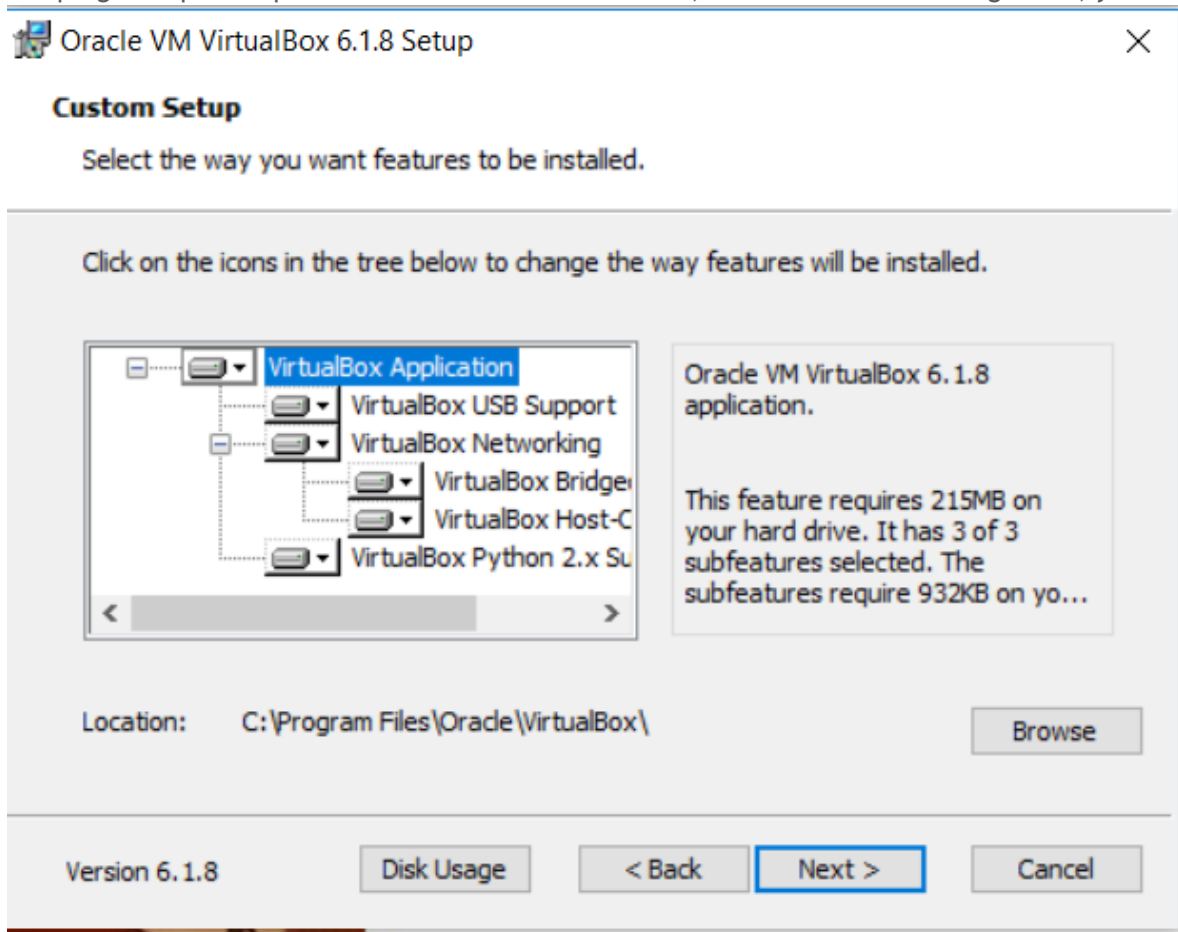 Oracle VM VirtualBox 6.1.8 Setup
Custom Setup
Select the way you want features to be installed.
Click on the icons in the tree below to change the way features will be installed.
VirtualBox Application
VirtualBox USB Support
VirtualBox Networking
VirtualBox Bridge
VirtualBox Host-C
VirtualBox Python 2.x Su
Oracle VM VirtualBox 6.1.8
application.
This feature requires 215MB on
your hard drive. It has 3 of 3
subfeatures selected. The
subfeatures require 932KB on yo...
Location: C:\Program Files\Oracle\VirtualBox\
Browse
Version 6.1.8 Disk Usage < Back Next > Cancel